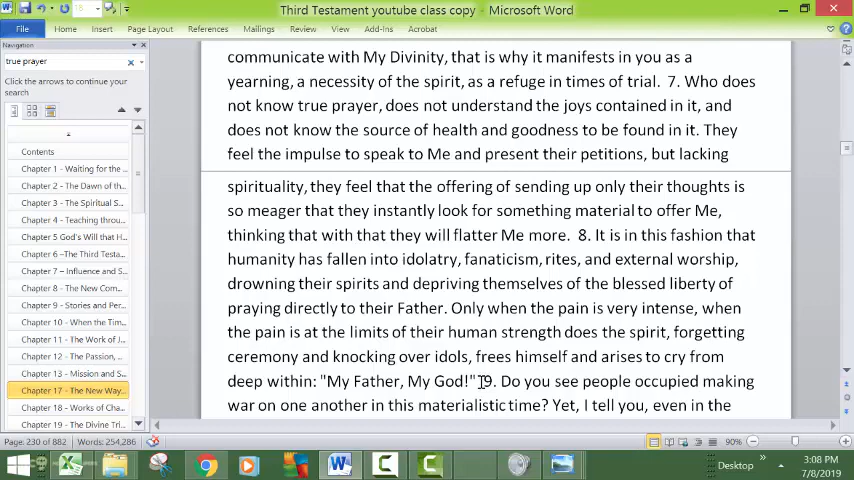 Third Testament youtube class copy - Microsoft Word
File Home Insert Page Layout References Mailings Review View Add-Ins Acrobat
Navigation
true prayer
Click the arrows to continue your
search
Contents
Chapter 1 - Waiting for the ...
Chapter 2 - The Dawn of th...
Chapter 3 - The Spiritual S...
Chapter 4 - Teaching throu...
Chapter 5 God's Will that H...
Chapter 6 –The Third Testa...
Chapter 7 – Influence and S...
Chapter 8 - The New Com...
Chapter 9 - Stories and Per...
Chapter 10 - When the Tim...
Chapter 11 - The Work of J...
Chapter 12 - The Passion, ...
Chapter 13 - Mission and S...
Chapter 17 - The New Way...
Chapter 18 - Works of Cha...
Chapter 19 - The Divine Tri...
communicate with My Divinity, that is why it manifests in you as a
yearning, a necessity of the spirit, as a refuge in times of trial. 7. Who does
not know true prayer, does not understand the joys contained in it, and
does not know the source of health and goodness to be found in it. They
feel the impulse to speak to Me and present their petitions, but lacking
spirituality, they feel that the offering of sending up only their thoughts is
so meager that they instantly look for something material to offer Me,
thinking that with that they will flatter Me more. 8. It is in this fashion that
humanity has fallen into idolatry, fanaticism, rites, and external worship,
drowning their spirits and depriving themselves of the blessed liberty of
praying directly to their Father. Only when the pain is very intense, when
the pain is at the limits of their human strength does the spirit, forgetting
ceremony and knocking over idols, frees himself and arises to cry from
deep within: "My Father, My God!" 9. Do you see people occupied making
war on one another in this materialistic time? Yet, I tell you, even in the
Page: 230 of 882 Words: 254,286 90%
Desktop 3:08 PM
7/8/2019